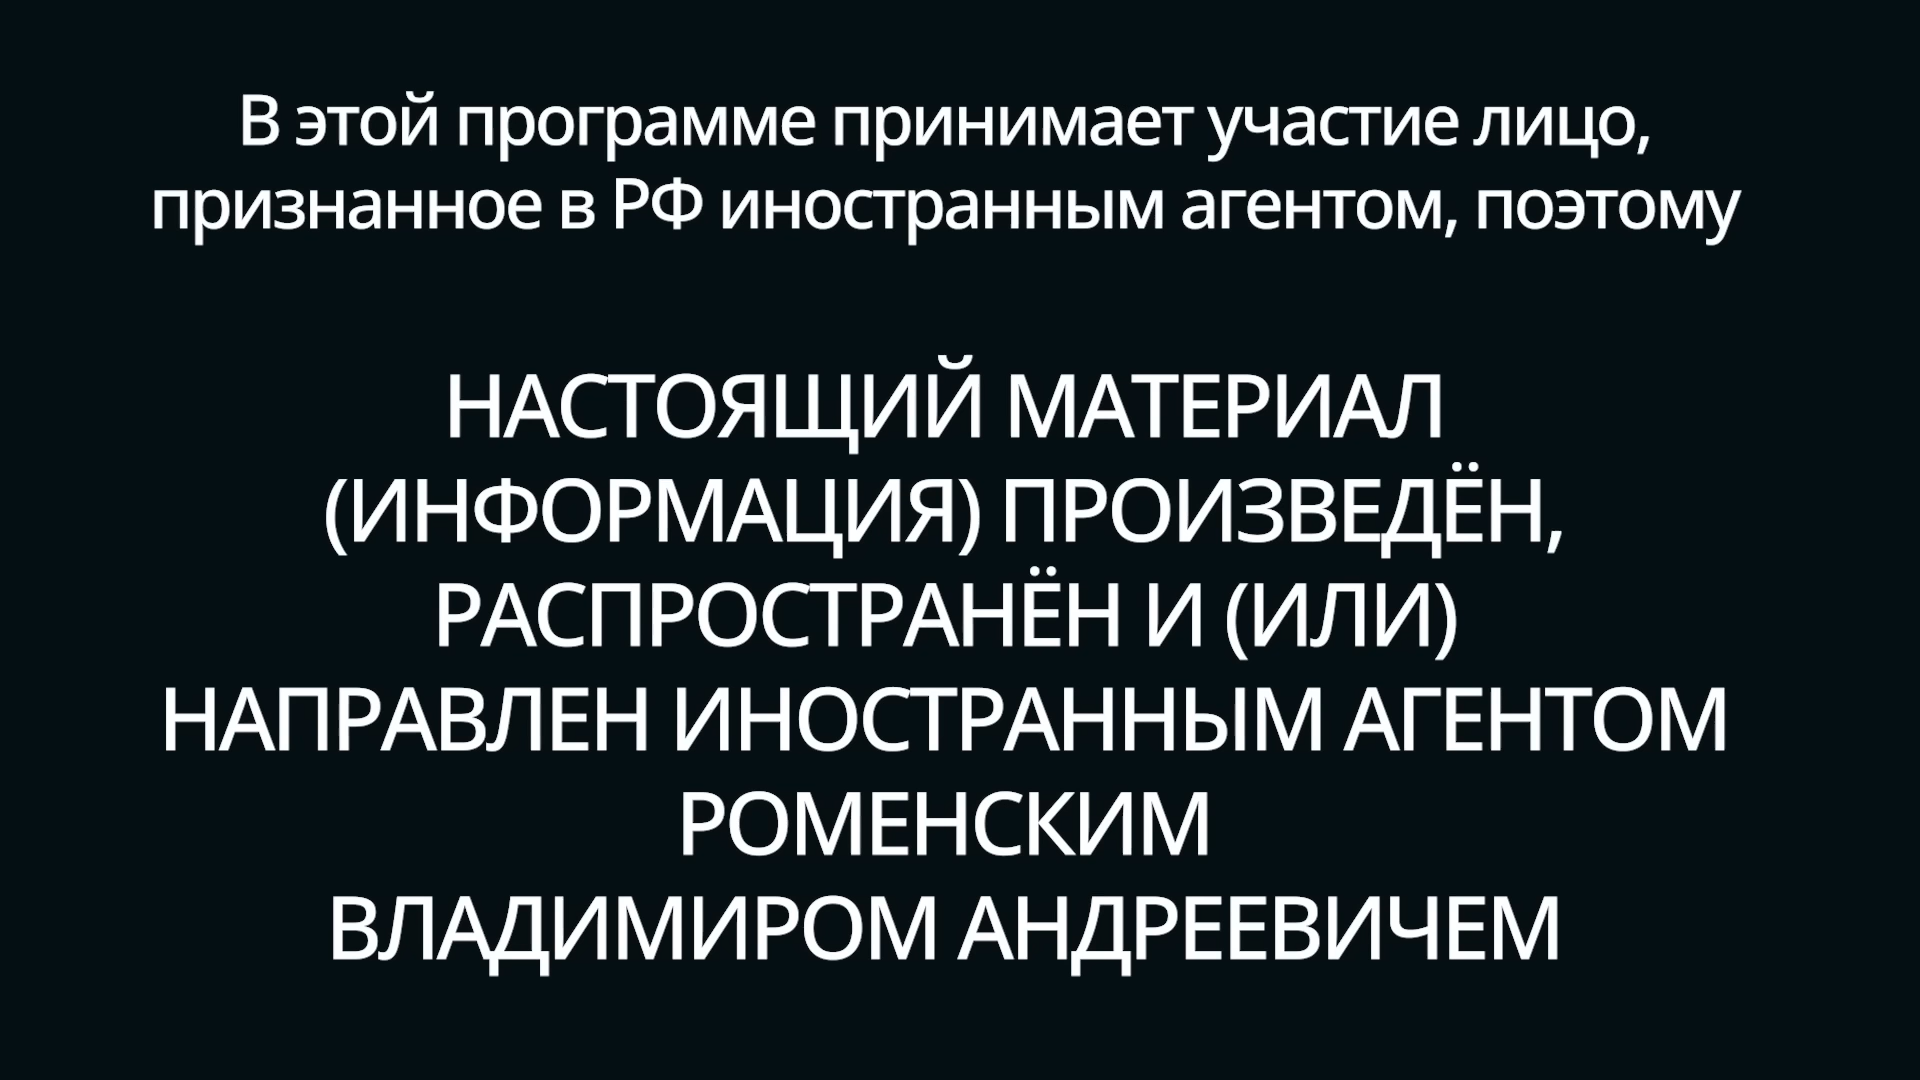 В этой программе принимает участие лицо,
признанное в РФ иностранным агентом, поэтому
НАСТОЯЩИЙ МАТЕРИАЛ
(ИНФОРМАЦИЯ) ПРОИЗВЕДЁН,
РАСПРОСТРАНЁН И (ИЛИ)
НАПРАВЛЕН ИНОСТРАННЫМ АГЕНТОМ
РОМЕНСКИМ
ВЛАДИМИРОМ АНДРЕЕВИЧЕМ